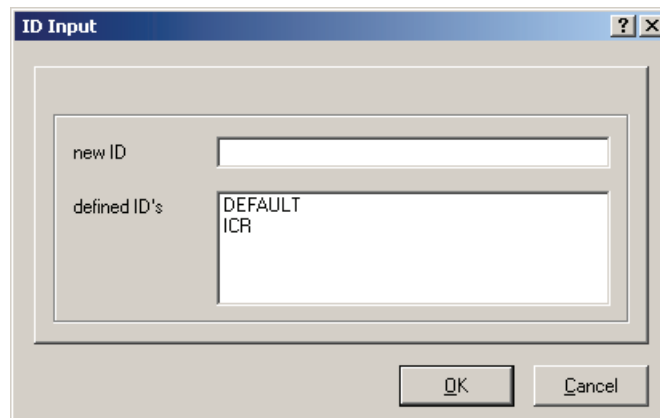 ID Input
new ID
defined ID's
DEFAULT
ICR
OK
Cancel